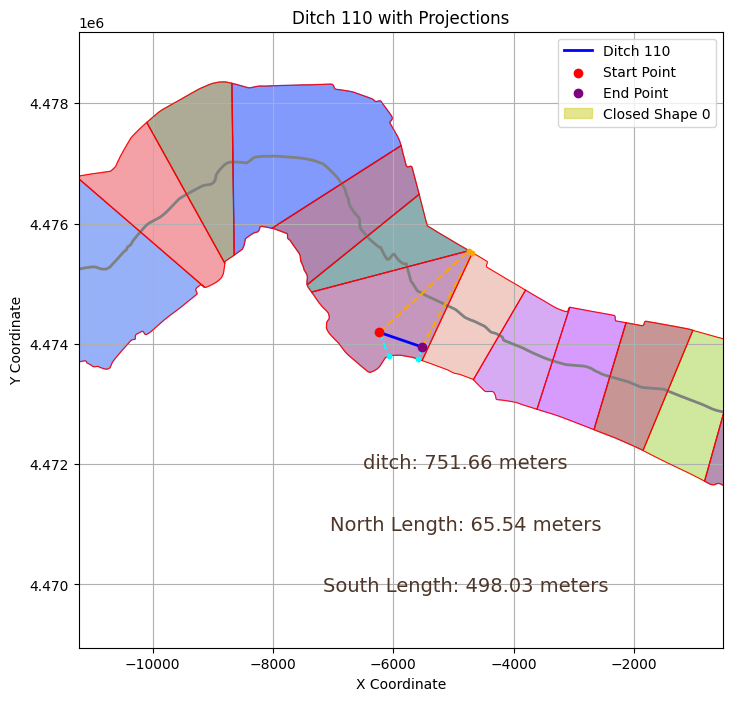 Ditch 110 with Projections
1e6
Ditch 110
Start Point
End Point
Closed Shape 0
4.478
4.476
4.474
4.472
4.470
Y Coordinate
ditch: 751.66 meters
North Length: 65.54 meters
South Length: 498.03 meters
−10000
−8000
−6000
−4000
−2000
X Coordinate